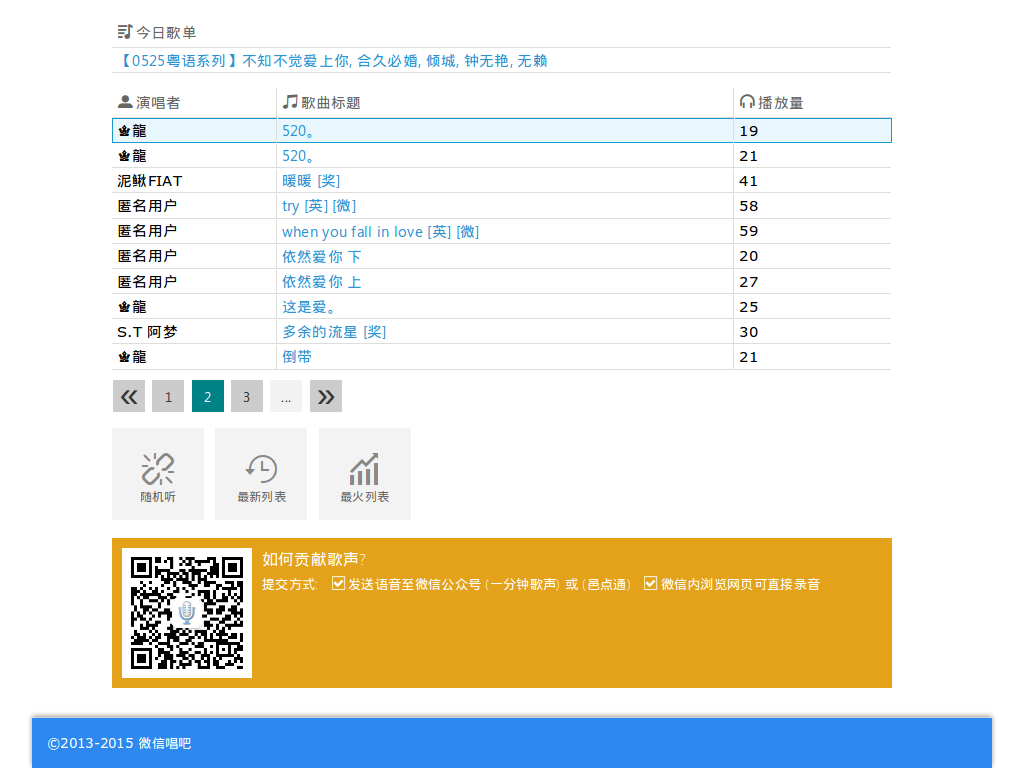 今日歌单
【0525粤语系列】不知不觉爱上你, 合久必婚, 倾城, 钟无艳, 无赖
演唱者 歌曲标题 播放量
♚龍 520。 19
♚龍 520。 21
泥鳅FIAT 暖暖 [奖] 41
匿名用户 try [英] [微] 58
匿名用户 when you fall in love [英] [微] 59
匿名用户 依然爱你 下 20
匿名用户 依然爱你 上 27
♚龍 这是爱。 25
S.T 阿梦 多余的流星 [奖] 30
♚龍 倒带 21
« 1 2 3 ... »
随机听 最新列表 最火列表
如何贡献歌声?
提交方式: 发送语音至微信公众号 (一分钟歌声) 或 (邑点通) 微信内浏览网页可直接录音
©2013-2015 微信唱吧